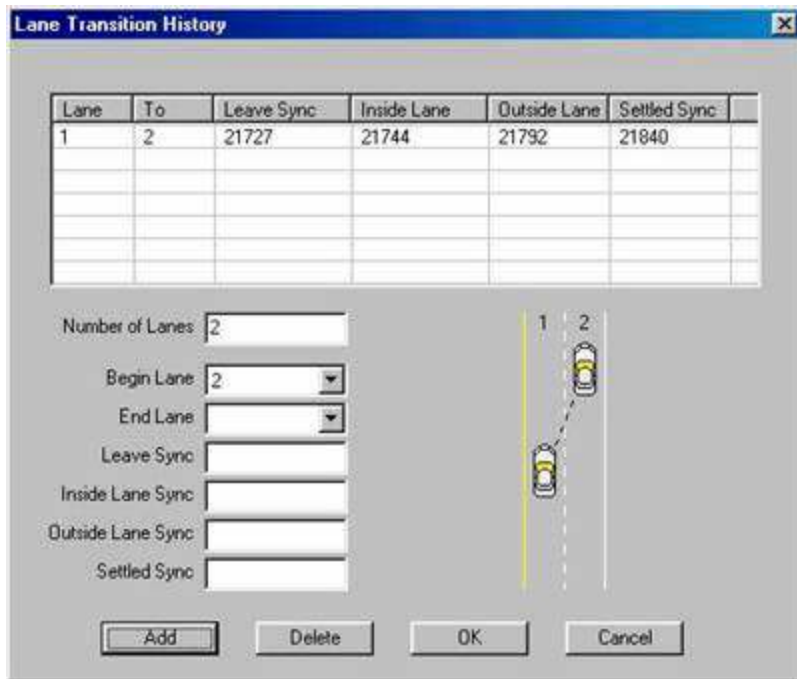 Lane Transition History
Lane To Leave Sync Inside Lane Outside Lane Settled Sync
1 2 21727 21744 21792 21840
Number of Lanes 2
1 2
Begin Lane 2
End Lane
Leave Sync
Inside Lane Sync
Outside Lane Sync
Settled Sync
Add Delete OK Cancel